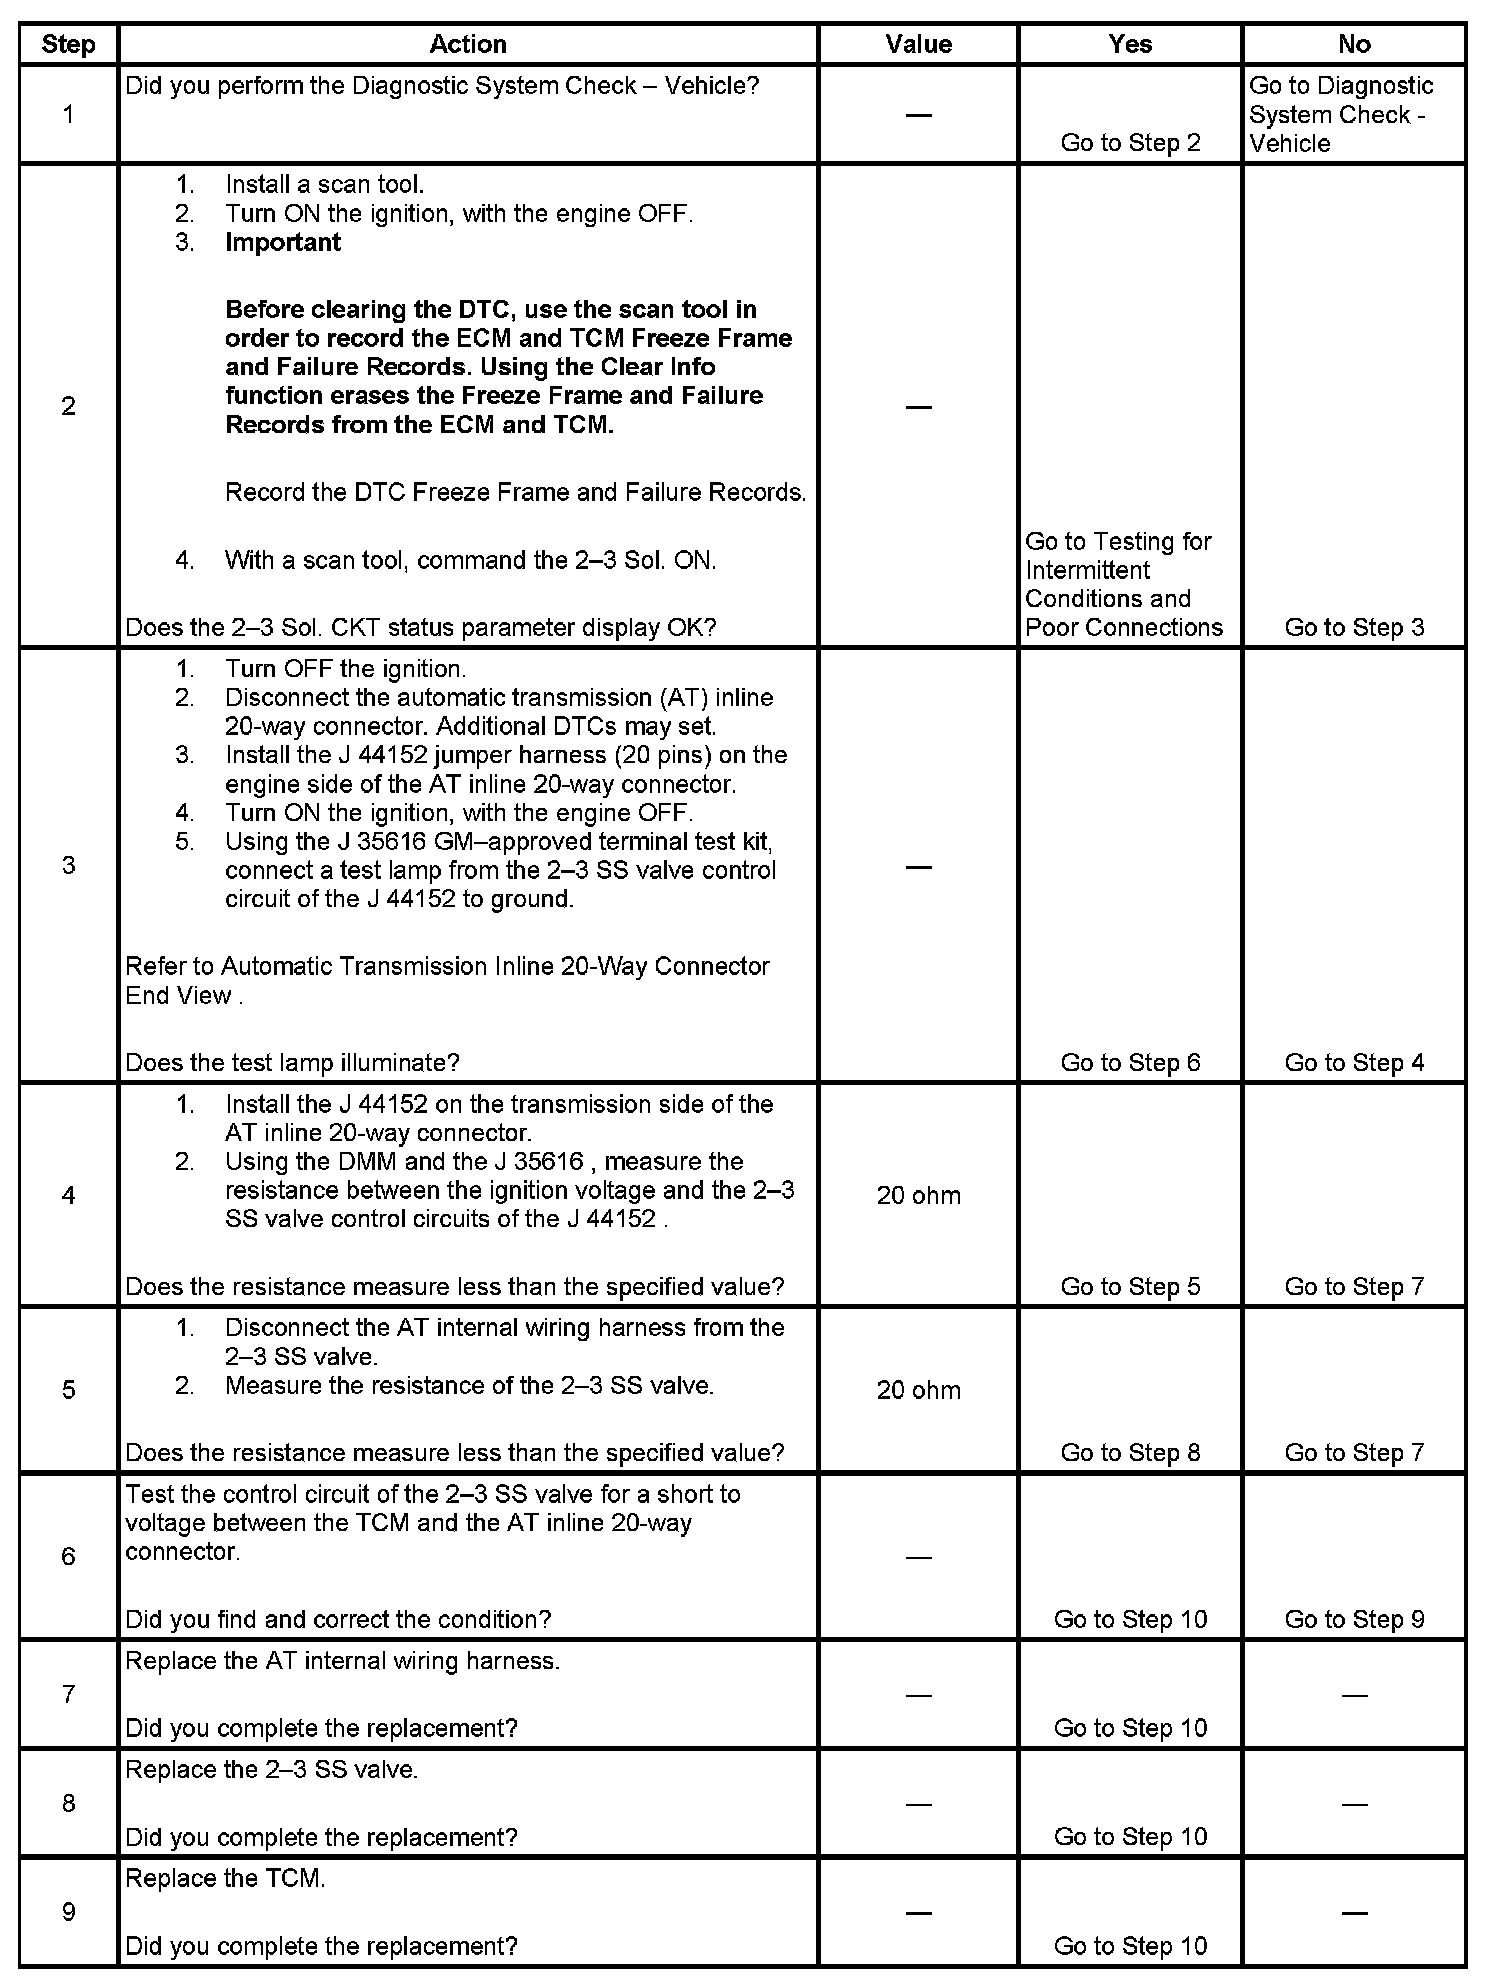 Step Action Value Yes No
1
Did you perform the Diagnostic System Check – Vehicle?
—
Go to Step 2
Go to Diagnostic
System Check -
Vehicle
2
1. Install a scan tool.
2. Turn ON the ignition, with the engine OFF.
3. Important
Before clearing the DTC, use the scan tool in
order to record the ECM and TCM Freeze Frame
and Failure Records. Using the Clear Info
function erases the Freeze Frame and Failure
Records from the ECM and TCM.
Record the DTC Freeze Frame and Failure Records.
4. With a scan tool, command the 2–3 Sol. ON.
Does the 2–3 Sol. CKT status parameter display OK?
—
Go to Testing for
Intermittent
Conditions and
Poor Connections
Go to Step 3
3
1. Turn OFF the ignition.
2. Disconnect the automatic transmission (AT) inline
20-way connector. Additional DTCs may set.
3. Install the J 44152 jumper harness (20 pins) on the
engine side of the AT inline 20-way connector.
4. Turn ON the ignition, with the engine OFF.
5. Using the J 35616 GM–approved terminal test kit,
connect a test lamp from the 2–3 SS valve control
circuit of the J 44152 to ground.
Refer to Automatic Transmission Inline 20-Way Connector
End View .
Does the test lamp illuminate?
—
Go to Step 6
Go to Step 4
4
1. Install the J 44152 on the transmission side of the
AT inline 20-way connector.
2. Using the DMM and the J 35616 , measure the
resistance between the ignition voltage and the 2–3
SS valve control circuits of the J 44152 .
Does the resistance measure less than the specified value?
20 ohm
Go to Step 5
Go to Step 7
5
1. Disconnect the AT internal wiring harness from the
2–3 SS valve.
2. Measure the resistance of the 2–3 SS valve.
Does the resistance measure less than the specified value?
20 ohm
Go to Step 8
Go to Step 7
6
Test the control circuit of the 2–3 SS valve for a short to
voltage between the TCM and the AT inline 20-way
connector.
Did you find and correct the condition?
—
Go to Step 10
Go to Step 9
7
Replace the AT internal wiring harness.
Did you complete the replacement?
—
Go to Step 10
—
8
Replace the 2–3 SS valve.
Did you complete the replacement?
—
Go to Step 10
—
9
Replace the TCM.
Did you complete the replacement?
—
Go to Step 10
—